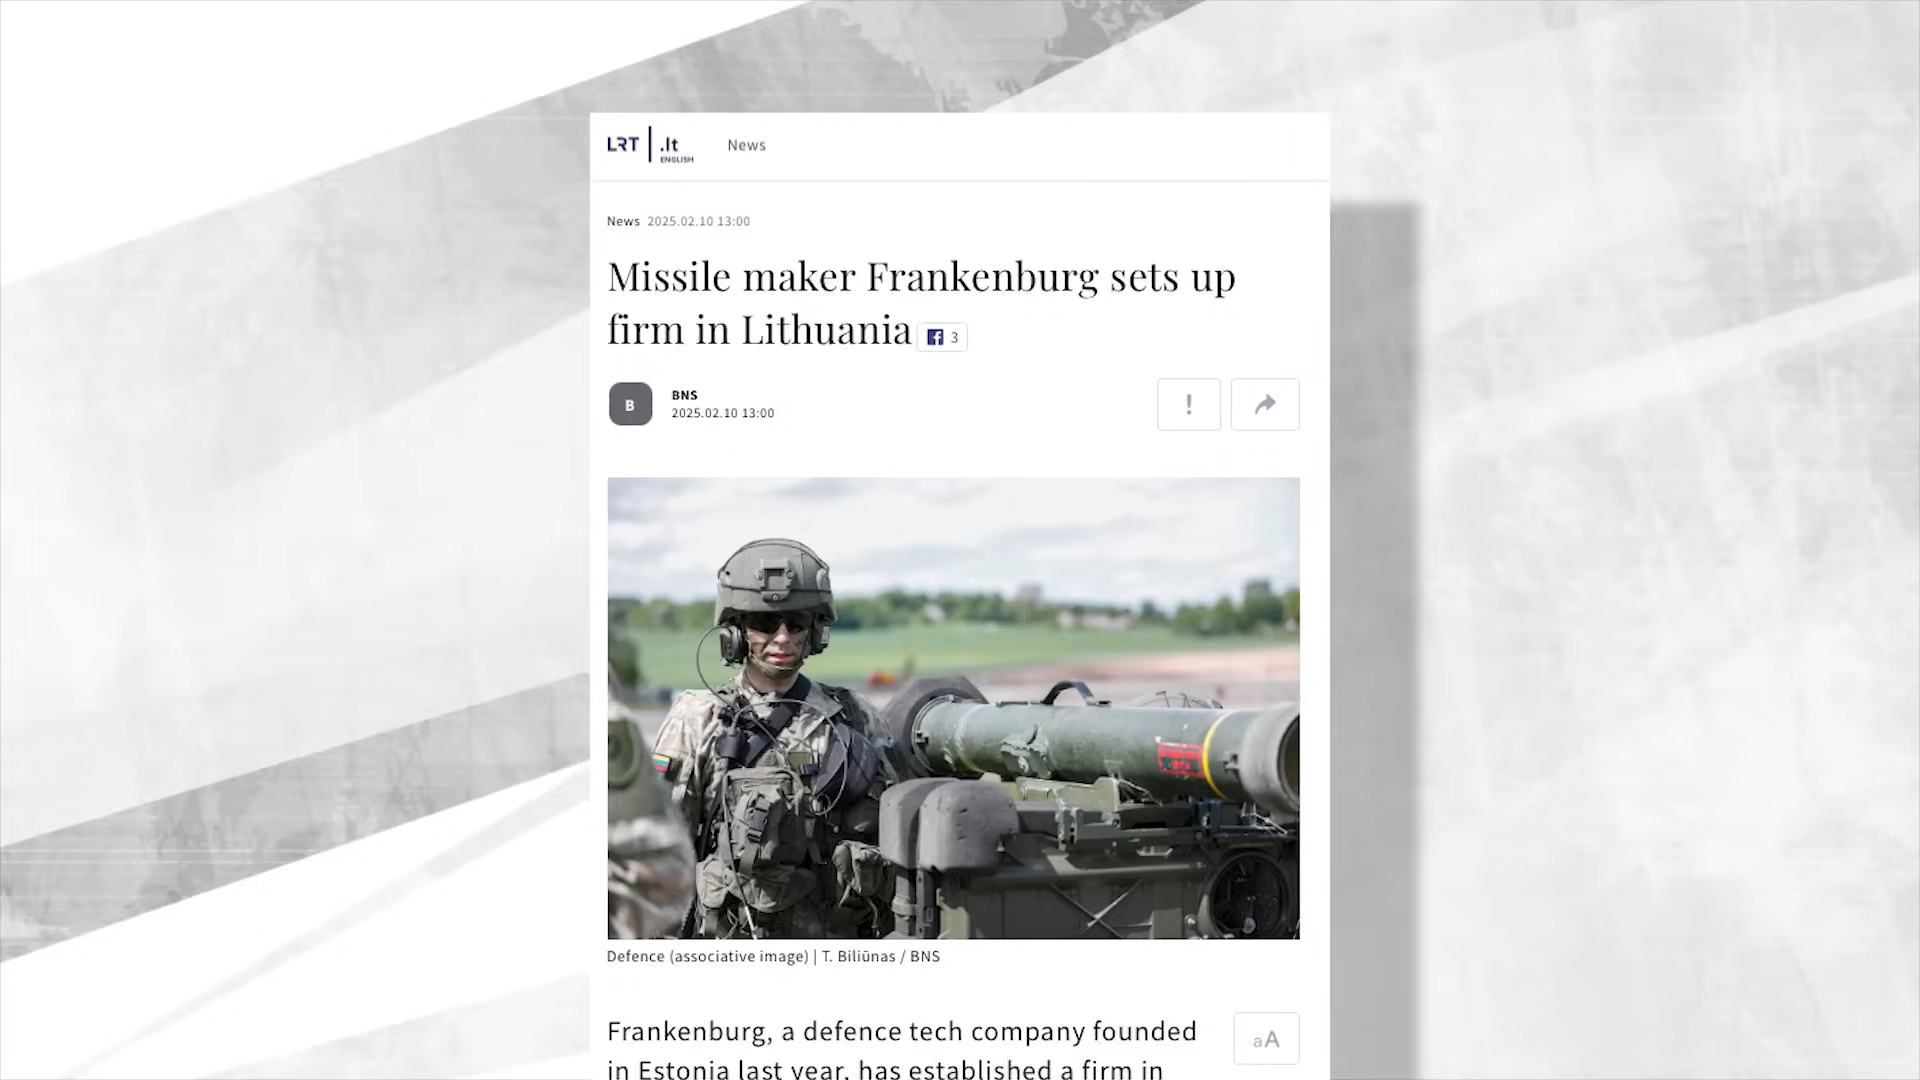 LRT .lt News
ENGLISH
News 2025.02.10 13:00
Missile maker Frankenburg sets up
firm in Lithuania 3
B BNS
2025.02.10 13:00
!
Defence (associative image) | T. Biliūnas / BNS
Frankenburg, a defence tech company founded
aA
in Estonia last year, has established a firm in